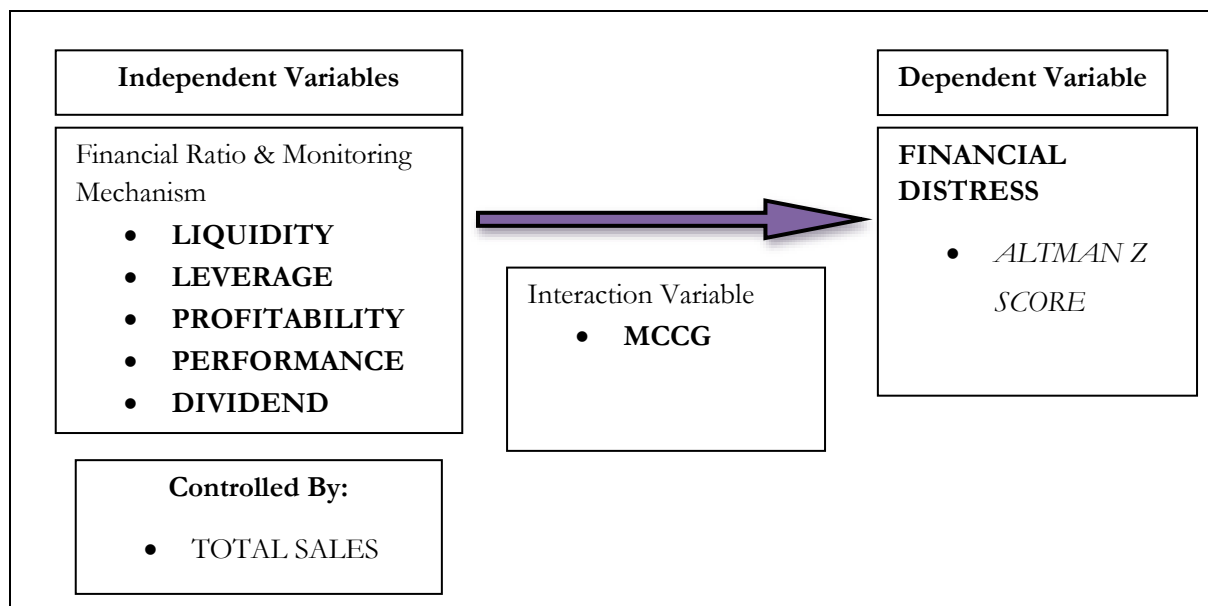 Independent Variables
Financial Ratio & Monitoring
Mechanism
• LIQUIDITY
• LEVERAGE
• PROFITABILITY
• PERFORMANCE
• DIVIDEND
Controlled By:
• TOTAL SALES
Interaction Variable
• MCCG
Dependent Variable
FINANCIAL
DISTRESS
• ALTMAN Z
SCORE